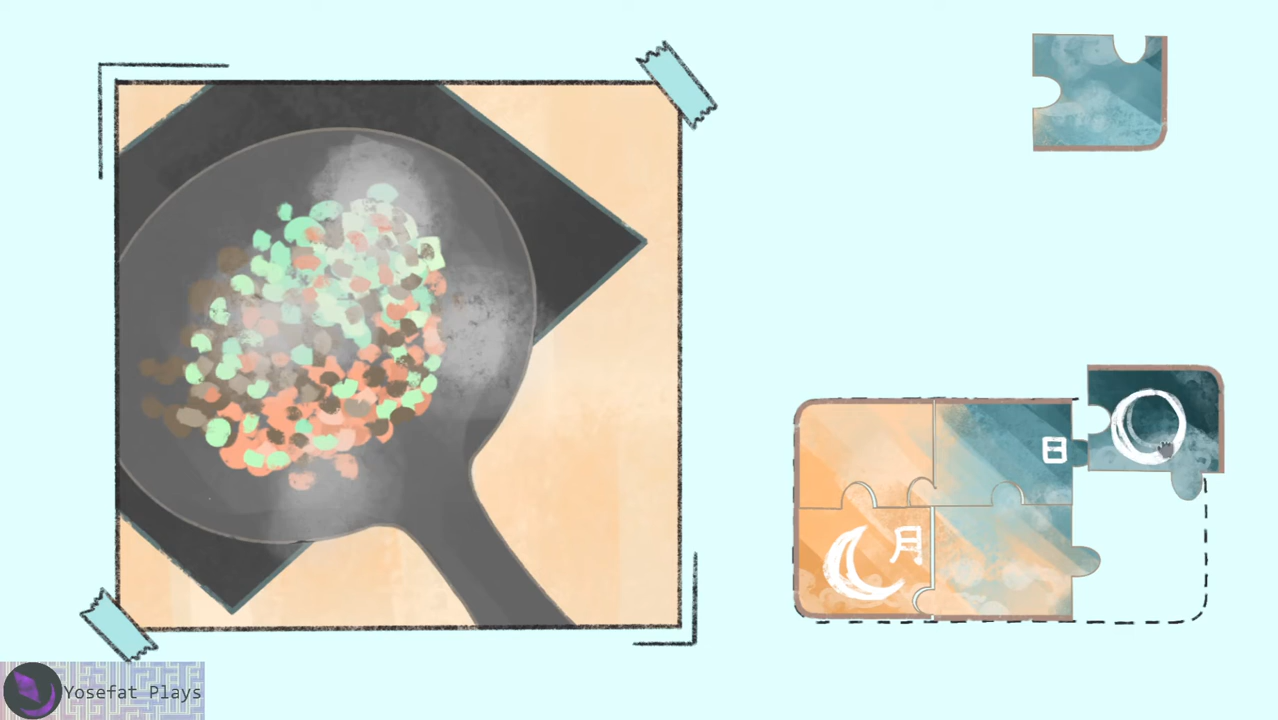 日
月
Yosefat Plays